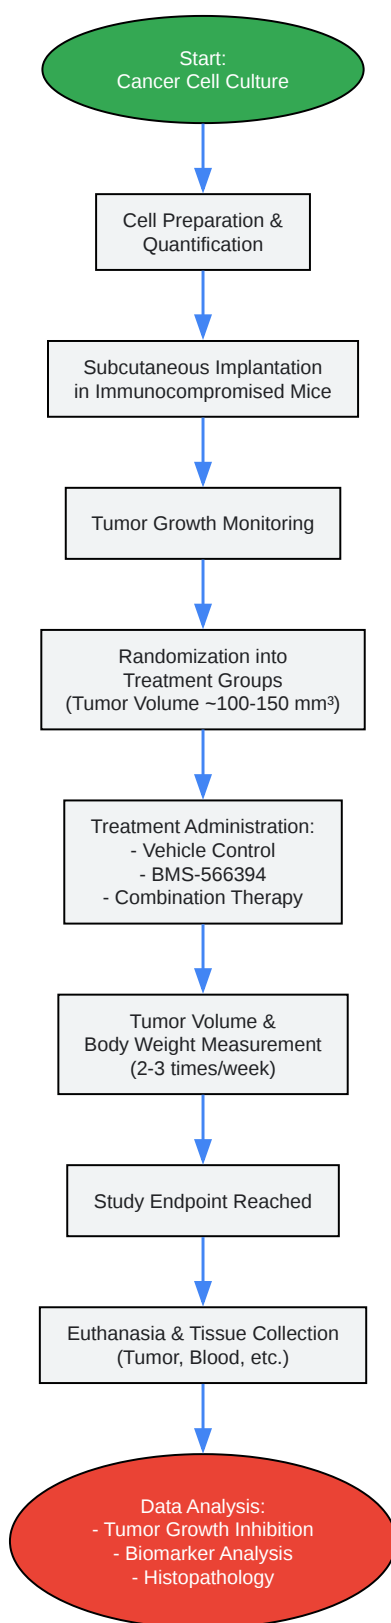 Start:
Cancer Cell Culture
Cell Preparation &
Quantification
Subcutaneous Implantation
in Immunocompromised Mice
Tumor Growth Monitoring
Randomization into
Treatment Groups
(Tumor Volume ~100-150 mm³)
Treatment Administration:
- Vehicle Control
- BMS-566394
- Combination Therapy
Tumor Volume &
Body Weight Measurement
(2-3 times/week)
Study Endpoint Reached
Euthanasia & Tissue Collection
(Tumor, Blood, etc.)
Data Analysis:
- Tumor Growth Inhibition
- Biomarker Analysis
- Histopathology